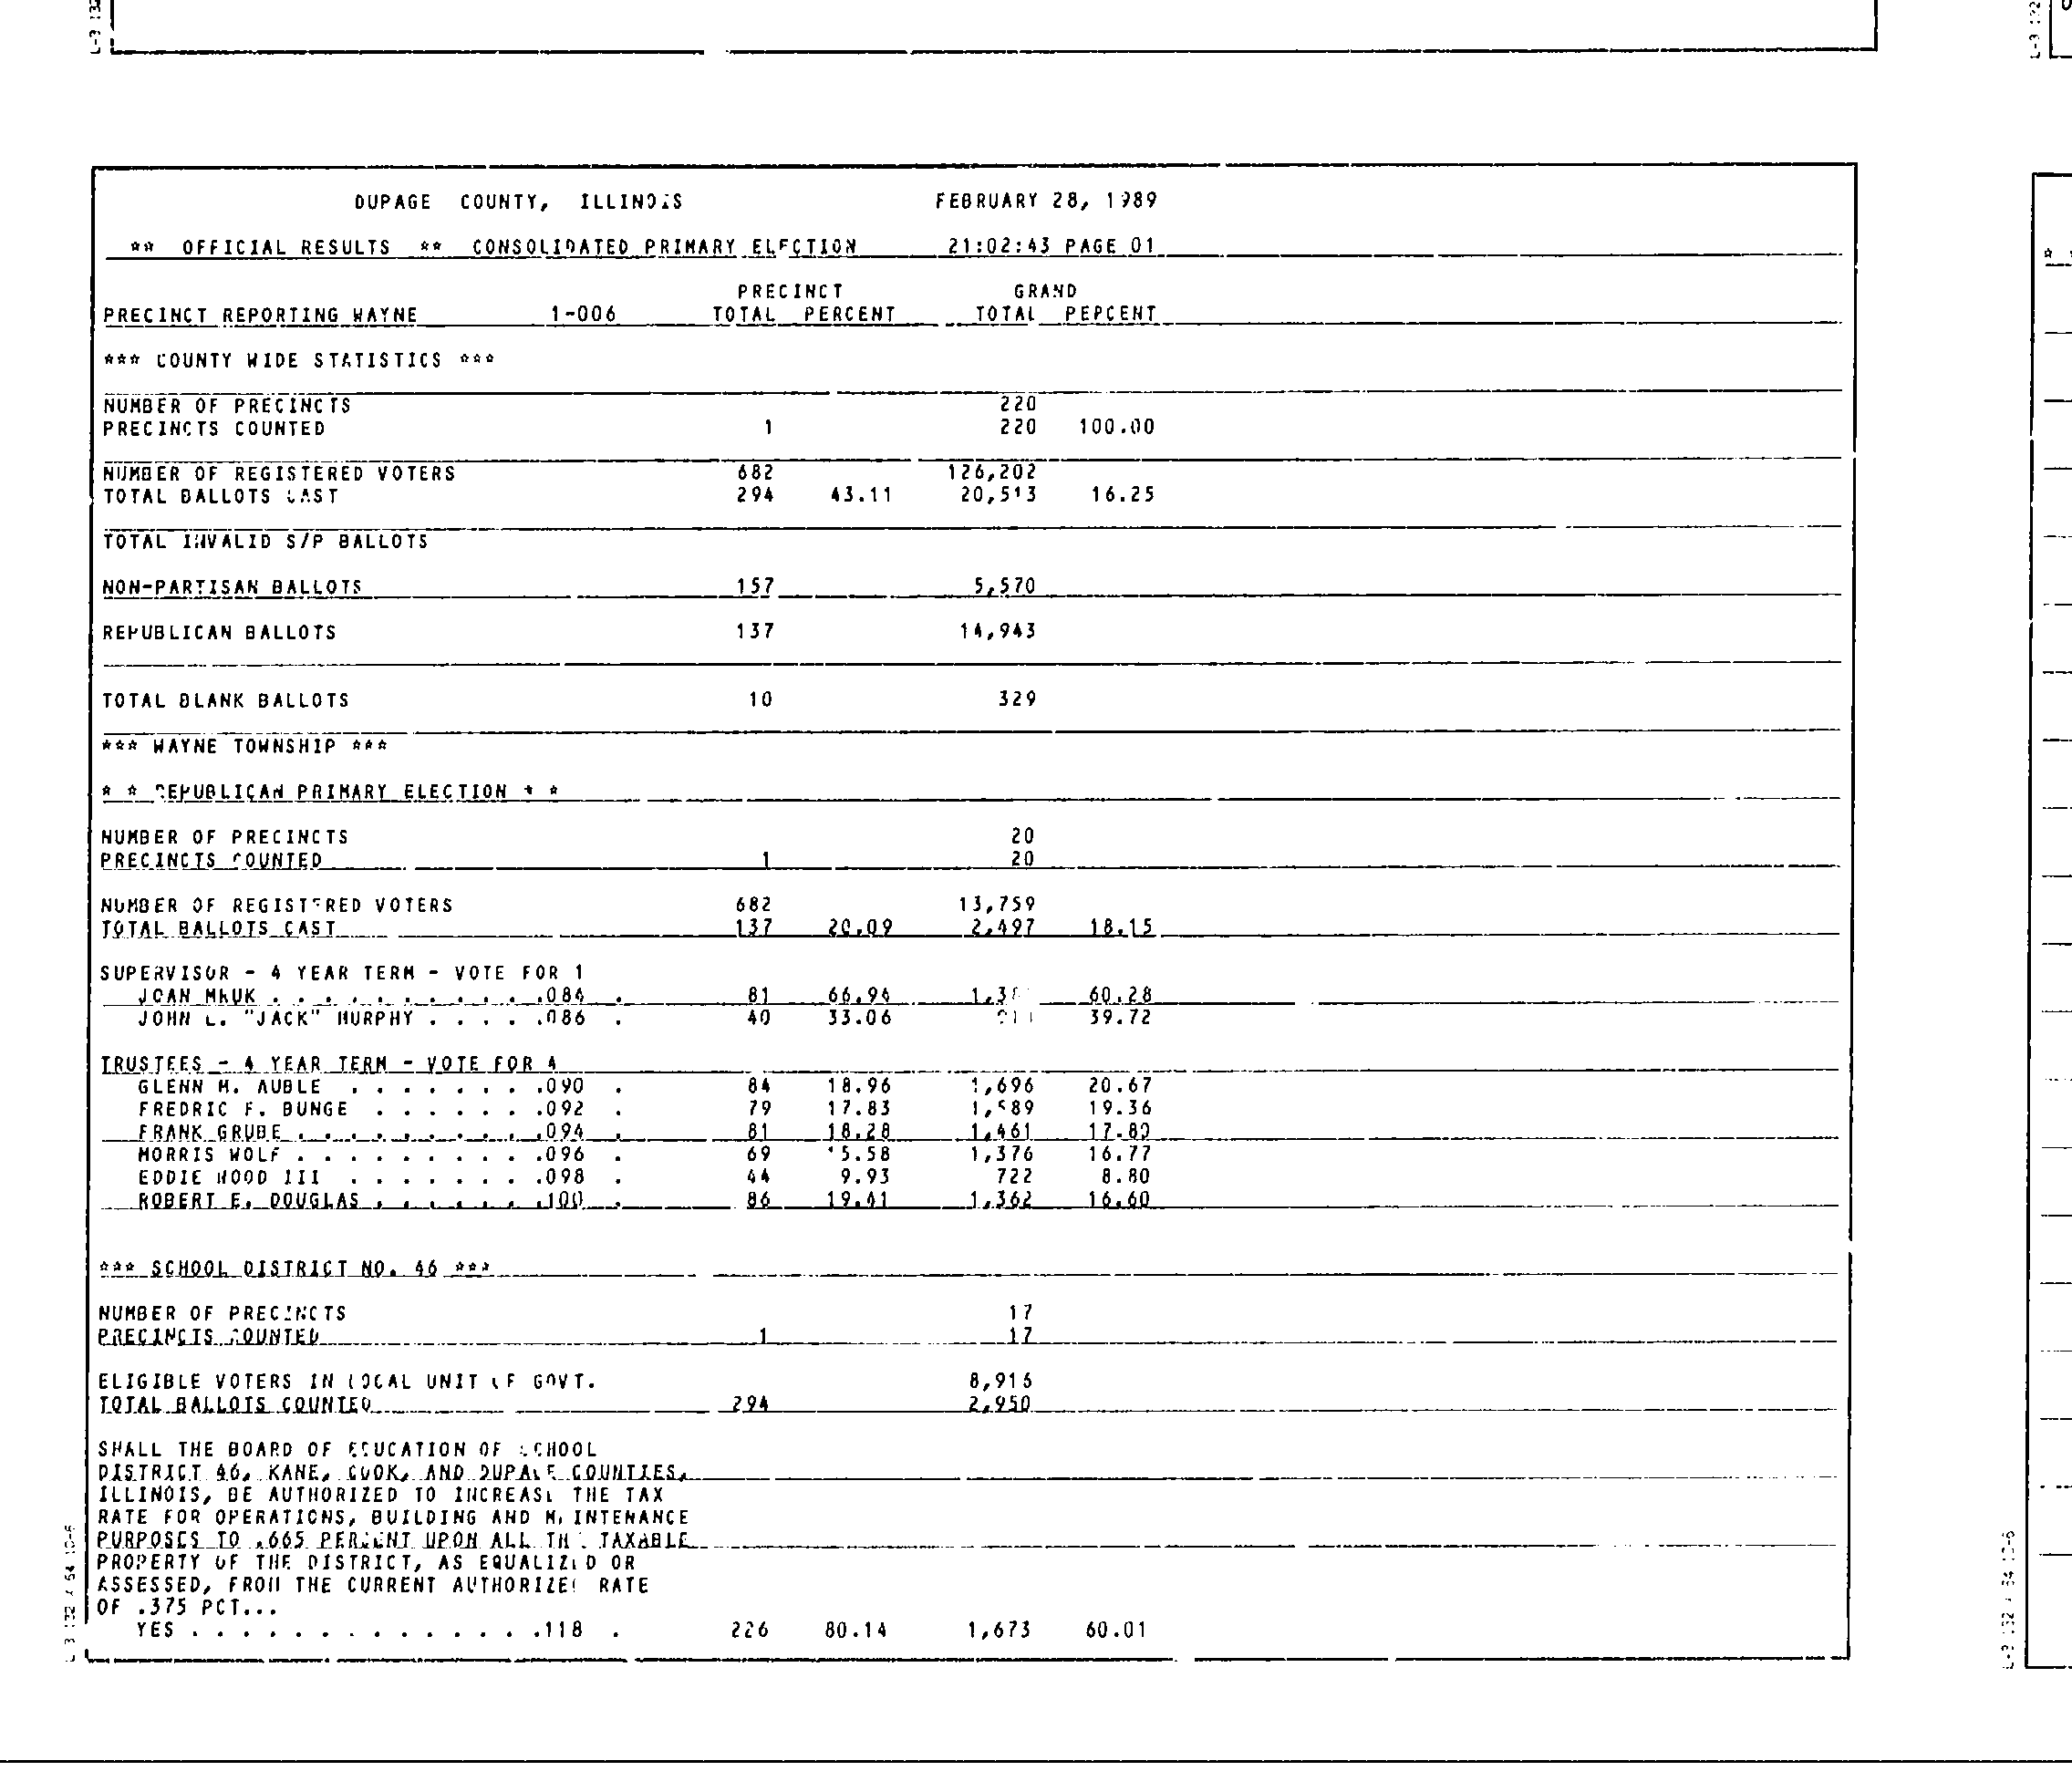 DUPAGE COUNTY, ILLINOIS FEBRUARY 28, 1989
** OFFICIAL RESULTS ** CONSOLIDATED PRIMARY ELECTION 21:02:43 PAGE 01
PRECINCT GRAND
PRECINCT REPORTING WAYNE 1-006 TOTAL PERCENT TOTAL PERCENT
*** COUNTY WIDE STATISTICS ***
NUMBER OF PRECINCTS 220
PRECINCTS COUNTED 1 220 100.00
NUMBER OF REGISTERED VOTERS 682 126,202
TOTAL BALLOTS CAST 294 43.11 20,513 16.25
TOTAL INVALID S/P BALLOTS
NON-PARTISAN BALLOTS 157 5,570
REPUBLICAN BALLOTS 137 14,943
TOTAL BLANK BALLOTS 10 329
*** WAYNE TOWNSHIP ***
* * REPUBLICAN PRIMARY ELECTION * *
NUMBER OF PRECINCTS 20
PRECINCTS COUNTED 1 20
NUMBER OF REGISTERED VOTERS 682 13,759
TOTAL BALLOTS CAST 137 20.09 2,497 18.15
SUPERVISOR - 4 YEAR TERM - VOTE FOR 1
JOAN . . . . . . . . . . .084 . 81 66.94 60.28
JOHN L. "JACK" MURPHY . . . . .086 . 40 33.06 39.72
TRUSTEES - 4 YEAR TERM - VOTE FOR 4
GLENN M. AUBLE . . . . . . . .090 . 84 18.96 1,696 20.67
FREDRIC F. BUNGE . . . . . . .092 . 79 17.83 1,589 19.36
FRANK GRUBE . . . . . . . . . .094 . 81 18.28 1,461 17.80
MORRIS WOLF . . . . . . . . . .096 . 69 15.58 1,376 16.77
EDDIE WOOD III . . . . . . . .098 . 44 9.93 722 8.80
ROBERT E. DOUGLAS . . . . . . .100 . 86 19.41 1,362 16.60
*** SCHOOL DISTRICT NO. 46 ***
NUMBER OF PRECINCTS 17
PRECINCTS COUNTED 1 17
ELIGIBLE VOTERS IN LOCAL UNIT OF GOVT. 8,916
TOTAL BALLOTS COUNTED 294 2,950
SHALL THE BOARD OF EDUCATION OF SCHOOL
DISTRICT 46, KANE, COOK, AND DUPAGE COUNTIES,
ILLINOIS, BE AUTHORIZED TO INCREASE THE TAX
RATE FOR OPERATIONS, BUILDING AND MAINTENANCE
PURPOSES TO .665 PERCENT UPON ALL THE TAXABLE
PROPERTY OF THE DISTRICT, AS EQUALIZED OR
ASSESSED, FROM THE CURRENT AUTHORIZED RATE
OF .375 PCT...
YES . . . . . . . . . . . . . . .118 . 226 80.14 1,673 60.01